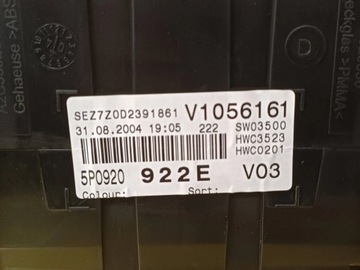 Gehaeuse >ABS
eckglas >PMMA<
SEZ7Z0D2391861 V1056161
31.08.2004 19:05 222 SW03500
HWC3523
HWC0201
5P0920 922E V03
Colour: Sort: